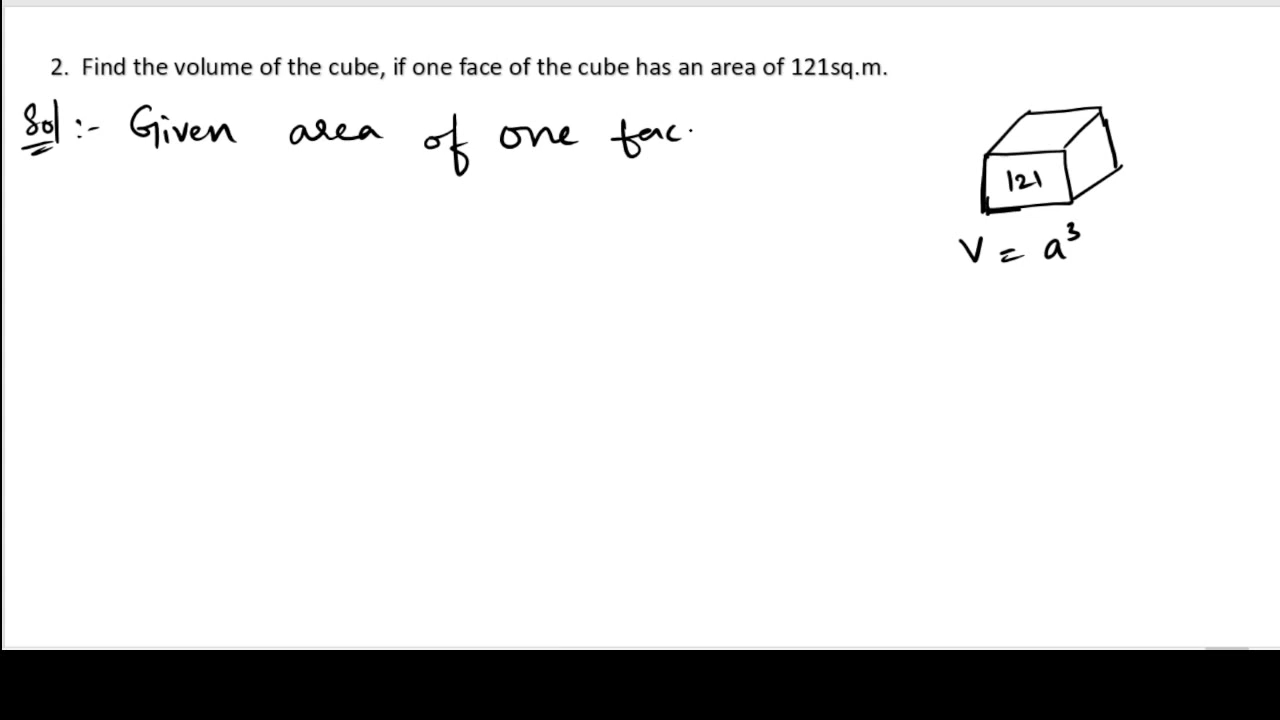 2. Find the volume of the cube, if one face of the cube has an area of 121sq.m.
Sol :- Given area of one fac
121
V = a³